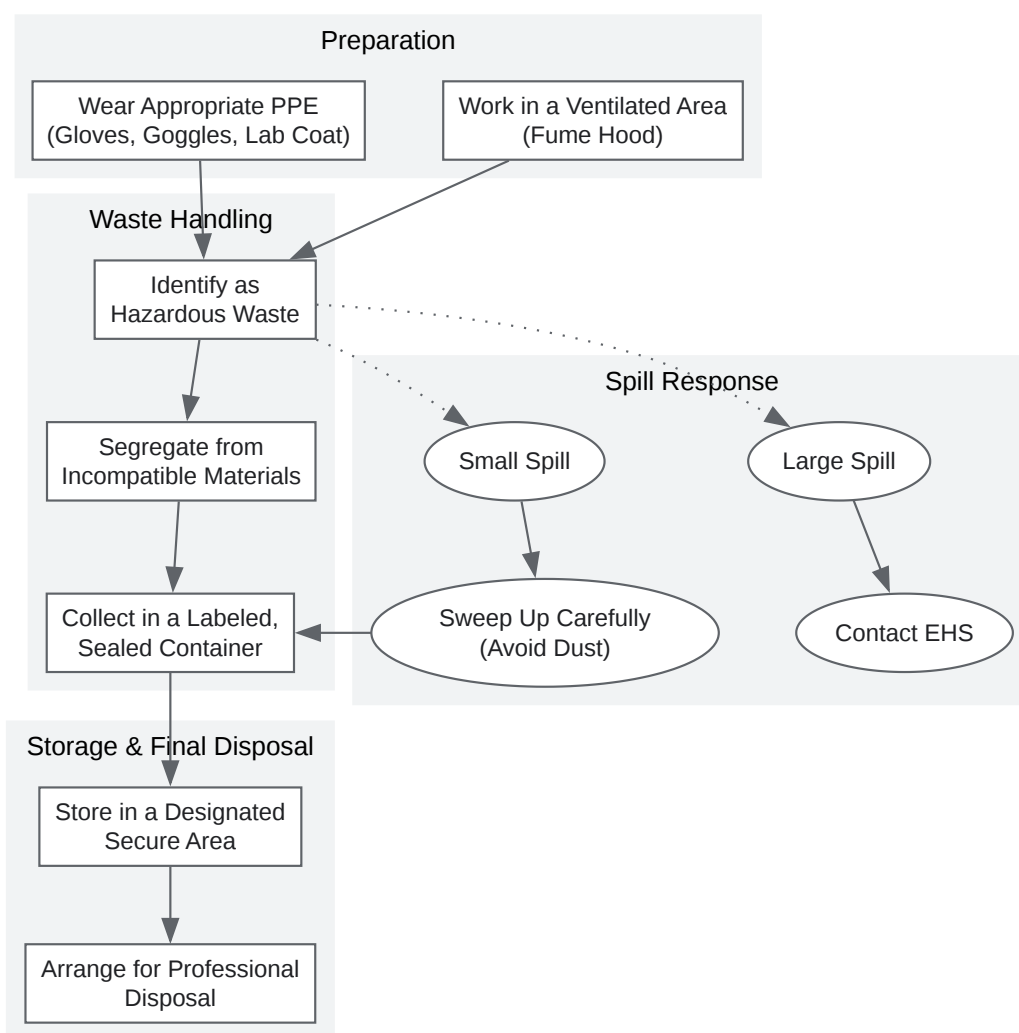 Preparation
Wear Appropriate PPE
(Gloves, Goggles, Lab Coat)
Work in a Ventilated Area
(Fume Hood)
Waste Handling
Identify as
Hazardous Waste
Segregate from
Incompatible Materials
Collect in a Labeled,
Sealed Container
Spill Response
Small Spill
Large Spill
Sweep Up Carefully
(Avoid Dust)
Contact EHS
Storage & Final Disposal
Store in a Designated
Secure Area
Arrange for Professional
Disposal